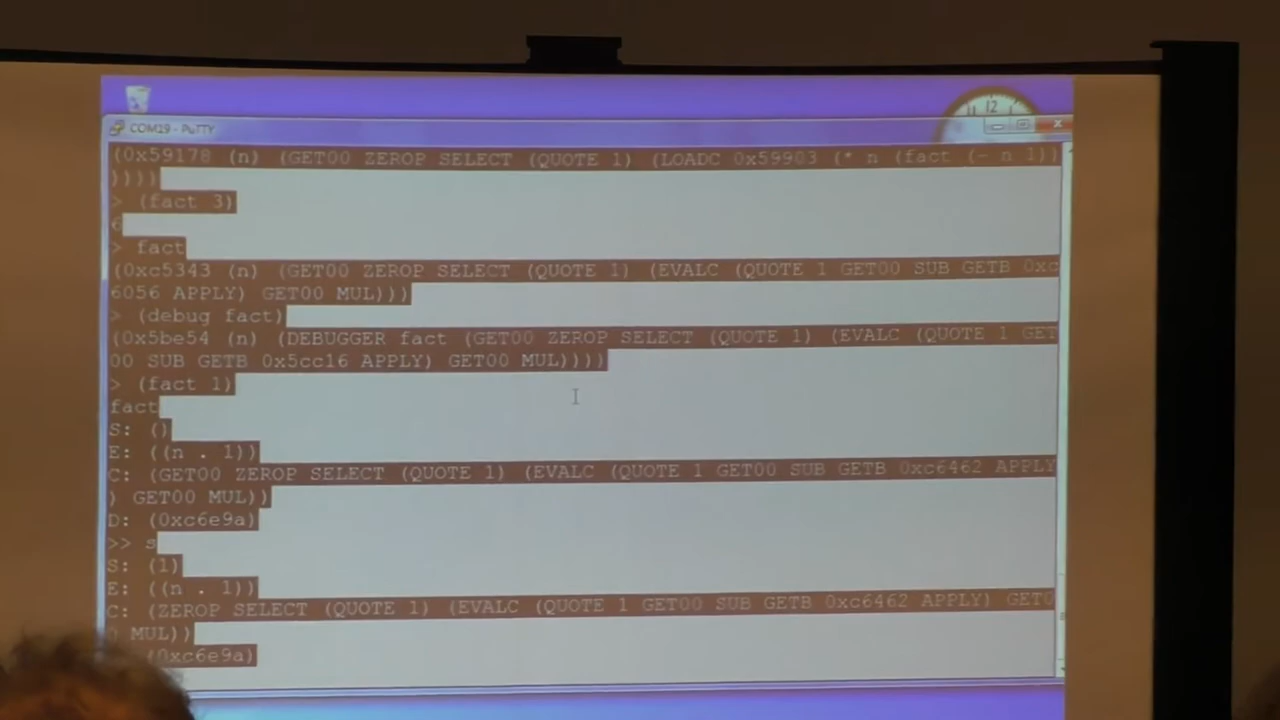 12
COM19 - PuTTY
(0x59178 (n) (GET00 ZEROP SELECT (QUOTE 1) (LOADC 0x59903 (* n (fact (- n 1))
))))
> (fact 3)
6
> fact
(0xc5343 (n) (GET00 ZEROP SELECT (QUOTE 1) (EVALC (QUOTE 1 GET00 SUB GETB 0xc
6056 APPLY) GET00 MUL)))
> (debug fact)
(0x5be54 (n) (DEBUGGER fact (GET00 ZEROP SELECT (QUOTE 1) (EVALC (QUOTE 1 GET
00 SUB GETB 0x5cc16 APPLY) GET00 MUL))))
> (fact 1)
fact
S: ()
E: ((n . 1))
C: (GET00 ZEROP SELECT (QUOTE 1) (EVALC (QUOTE 1 GET00 SUB GETB 0xc6462 APPLY
) GET00 MUL))
D: (0xc6e9a)
>> s
S: (1)
E: ((n . 1))
C: (ZEROP SELECT (QUOTE 1) (EVALC (QUOTE 1 GET00 SUB GETB 0xc6462 APPLY) GET0
0 MUL))
(0xc6e9a)